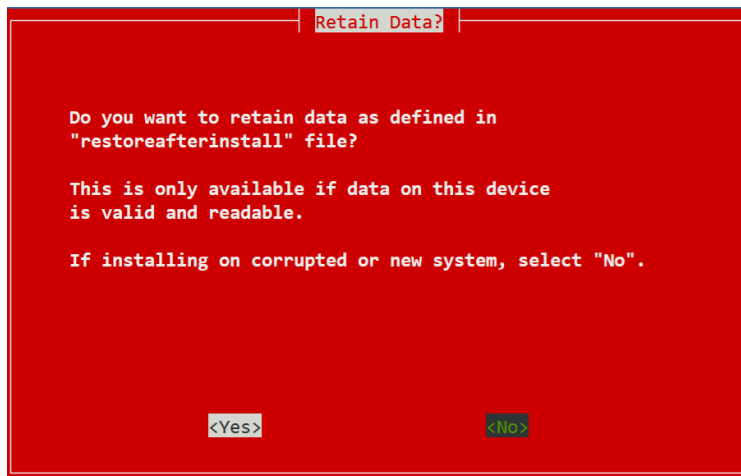 Retain Data?
Do you want to retain data as defined in
"restoreafterinstall" file?
This is only available if data on this device
is valid and readable.
If installing on corrupted or new system, select "No".
<Yes> <No>